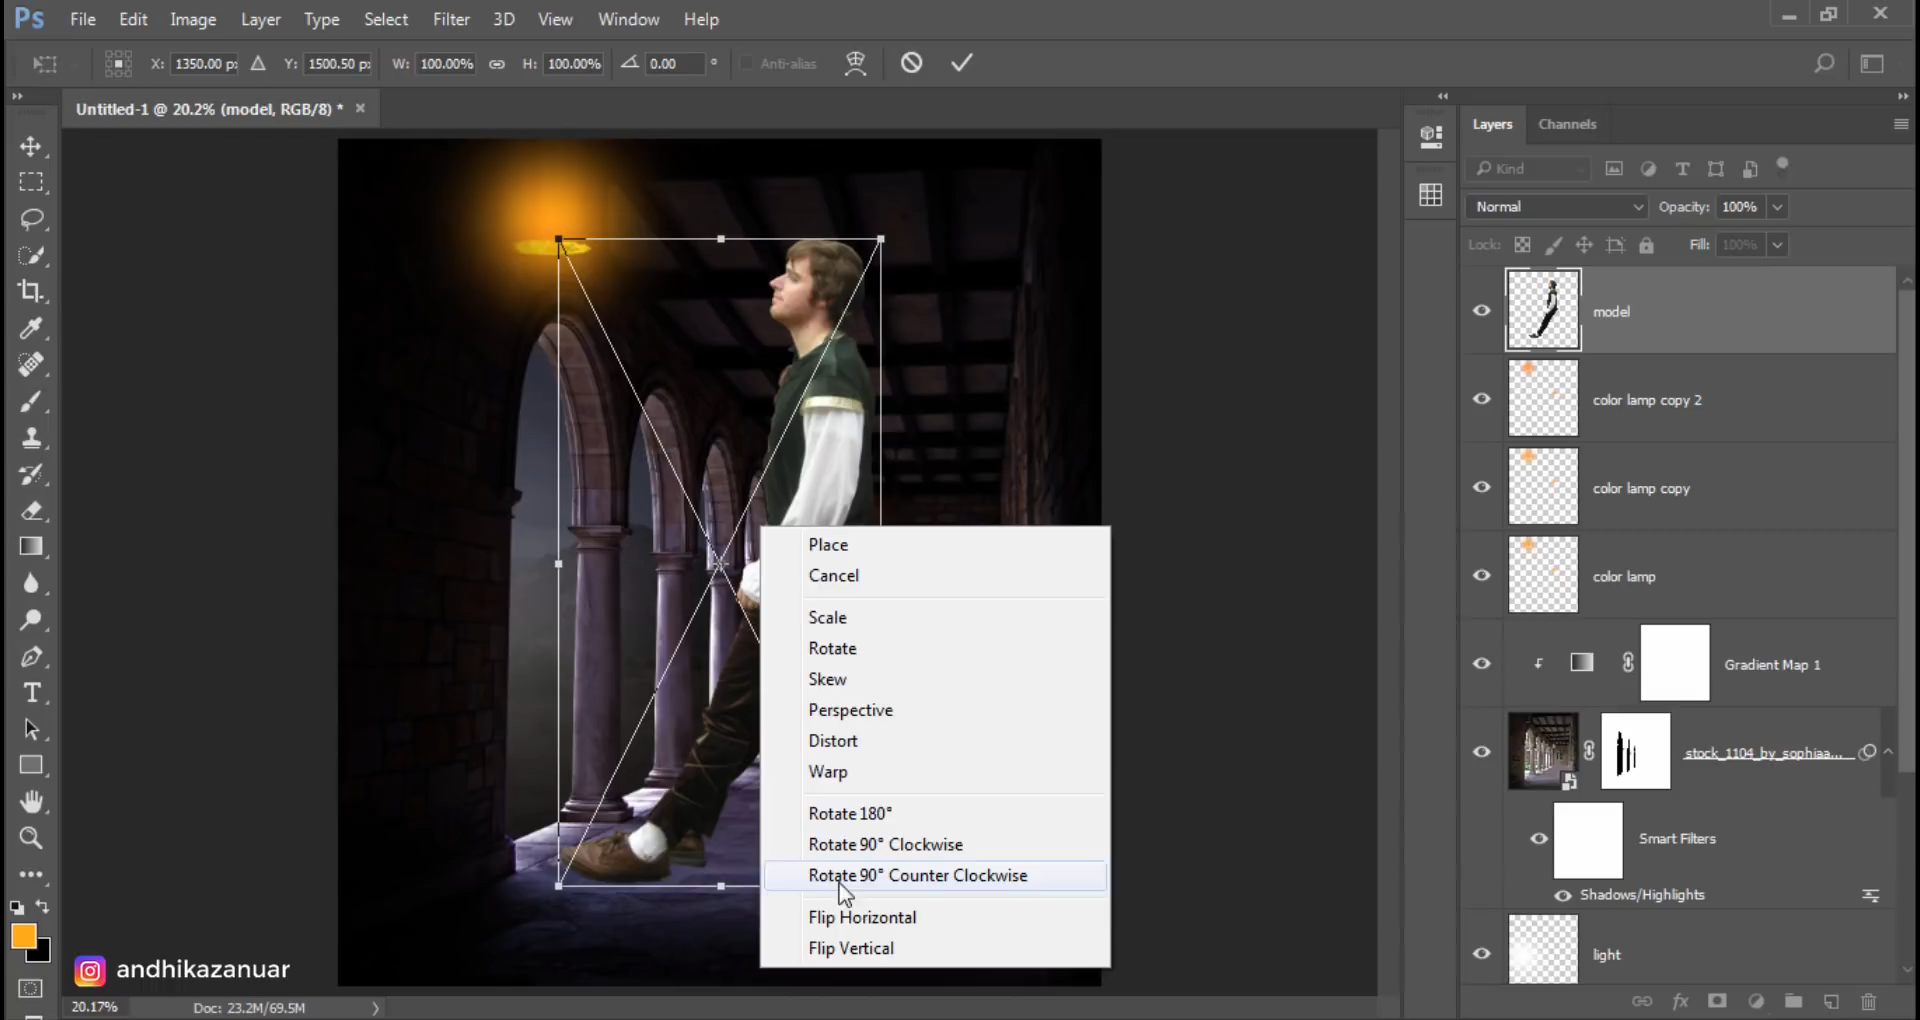 Ps File Edit Image Layer Type Select Filter 3D View Window Help
X: 1350.00 p: Y: 1500.50 p: W: 100.00% H: 100.00% 0.00 ° Anti-alias
Untitled-1 @ 20.2% (model, RGB/8) * ×
Layers Channels
Kind
Normal Opacity: 100%
Lock: Fill: 100%
model
color lamp copy 2
color lamp copy
color lamp
Gradient Map 1
stock_1104_by_sophiaa...
Smart Filters
Shadows/Highlights
light
Place
Cancel
Scale
Rotate
Skew
Perspective
Distort
Warp
Rotate 180°
Rotate 90° Clockwise
Rotate 90° Counter Clockwise
Flip Horizontal
Flip Vertical
andhikazanuar
20.17% Doc: 23.2M/69.5M